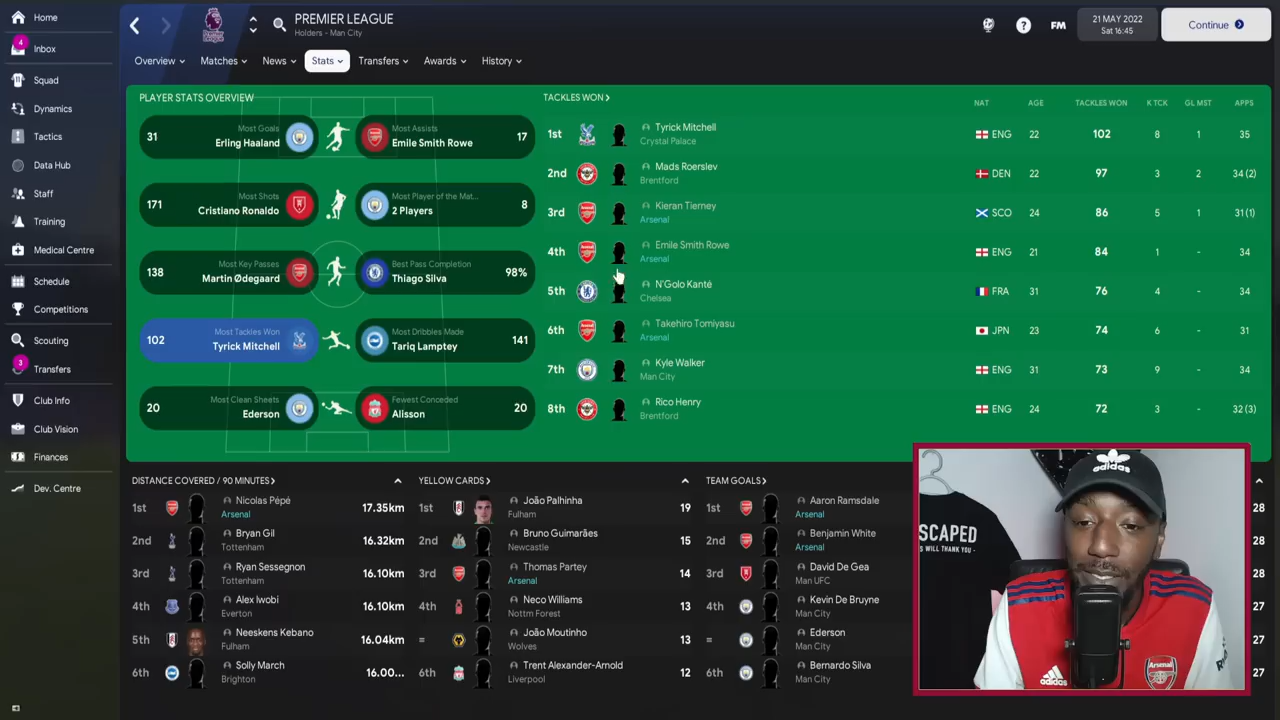 Home
4
Inbox
Squad
Dynamics
Tactics
Data Hub
Staff
Training
Medical Centre
Schedule
Competitions
Scouting
3
Transfers
Club Info
Club Vision
Finances
Dev. Centre
PREMIER LEAGUE
Holders - Man City
?
FM
21 MAY 2022
Sat 16:45
Continue
Overview
Matches
News
Stats
Transfers
Awards
History
PLAYER STATS OVERVIEW
31
Most Goals
Erling Haaland
Most Assists
Emile Smith Rowe
17
171
Most Shots
Cristiano Ronaldo
Most Player of the Mat...
2 Players
8
138
Most Key Passes
Martin Ødegaard
Best Pass Completion
Thiago Silva
98%
102
Most Tackles Won
Tyrick Mitchell
Most Dribbles Made
Tariq Lamptey
141
20
Most Clean Sheets
Ederson
Fewest Conceded
Alisson
20
TACKLES WON
NAT AGE TACKLES WON K TCK GL MST APPS
1st Tyrick Mitchell ENG 22 102 8 1 35
Crystal Palace
2nd Mads Roerslev DEN 22 97 3 2 34 (2)
Brentford
3rd Kieran Tierney SCO 24 86 5 1 31 (1)
Arsenal
4th Emile Smith Rowe ENG 21 84 1 - 34
Arsenal
5th N'Golo Kanté FRA 31 76 4 - 34
Chelsea
6th Takehiro Tomiyasu JPN 23 74 6 - 31
Arsenal
7th Kyle Walker ENG 31 73 9 - 34
Man City
8th Rico Henry ENG 24 72 3 - 32 (3)
Brentford
DISTANCE COVERED / 90 MINUTES
1st Nicolas Pépé 17.35km
Arsenal
2nd Bryan Gil 16.32km
Tottenham
3rd Ryan Sessegnon 16.10km
Tottenham
4th Alex Iwobi 16.10km
Everton
5th Neeskens Kebano 16.04km
Fulham
6th Solly March 16.00...
Brighton
YELLOW CARDS
1st João Palhinha 19
Fulham
2nd Bruno Guimarães 15
Newcastle
3rd Thomas Partey 14
Arsenal
4th Neco Williams 13
Nottm Forest
= João Moutinho 13
Wolves
6th Trent Alexander-Arnold 12
Liverpool
TEAM GOALS
1st Aaron Ramsdale 28
Arsenal
2nd Benjamin White 28
Arsenal
3rd David De Gea 28
Man UFC
4th Kevin De Bruyne 27
Man City
= Ederson 27
Man City
6th Bernardo Silva 27
Man City
adidas
SCAPED
S WILL THANK YOU -
adidas
Arsenal